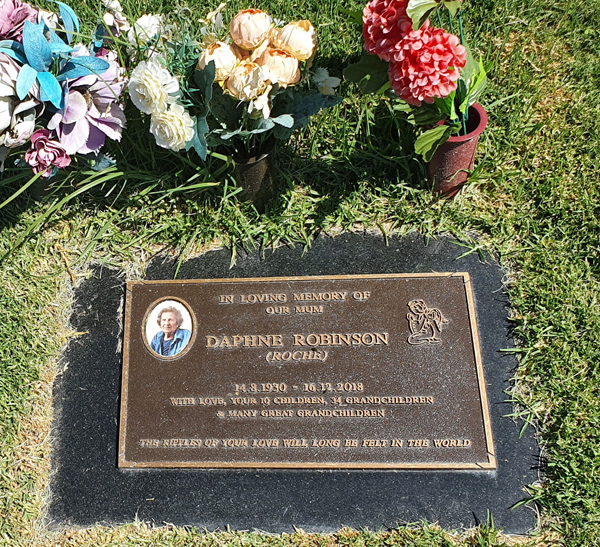 IN LOVING MEMORY OF
OUR MUM
DAPHNE ROBINSON
(ROCHE)
14.3.1930 - 16.12.2018
WITH LOVE, YOUR 10 CHILDREN, 34 GRANDCHILDREN
& MANY GREAT GRANDCHILDREN
THE RIPPLES OF YOUR LOVE WILL LONG BE FELT IN THE WORLD